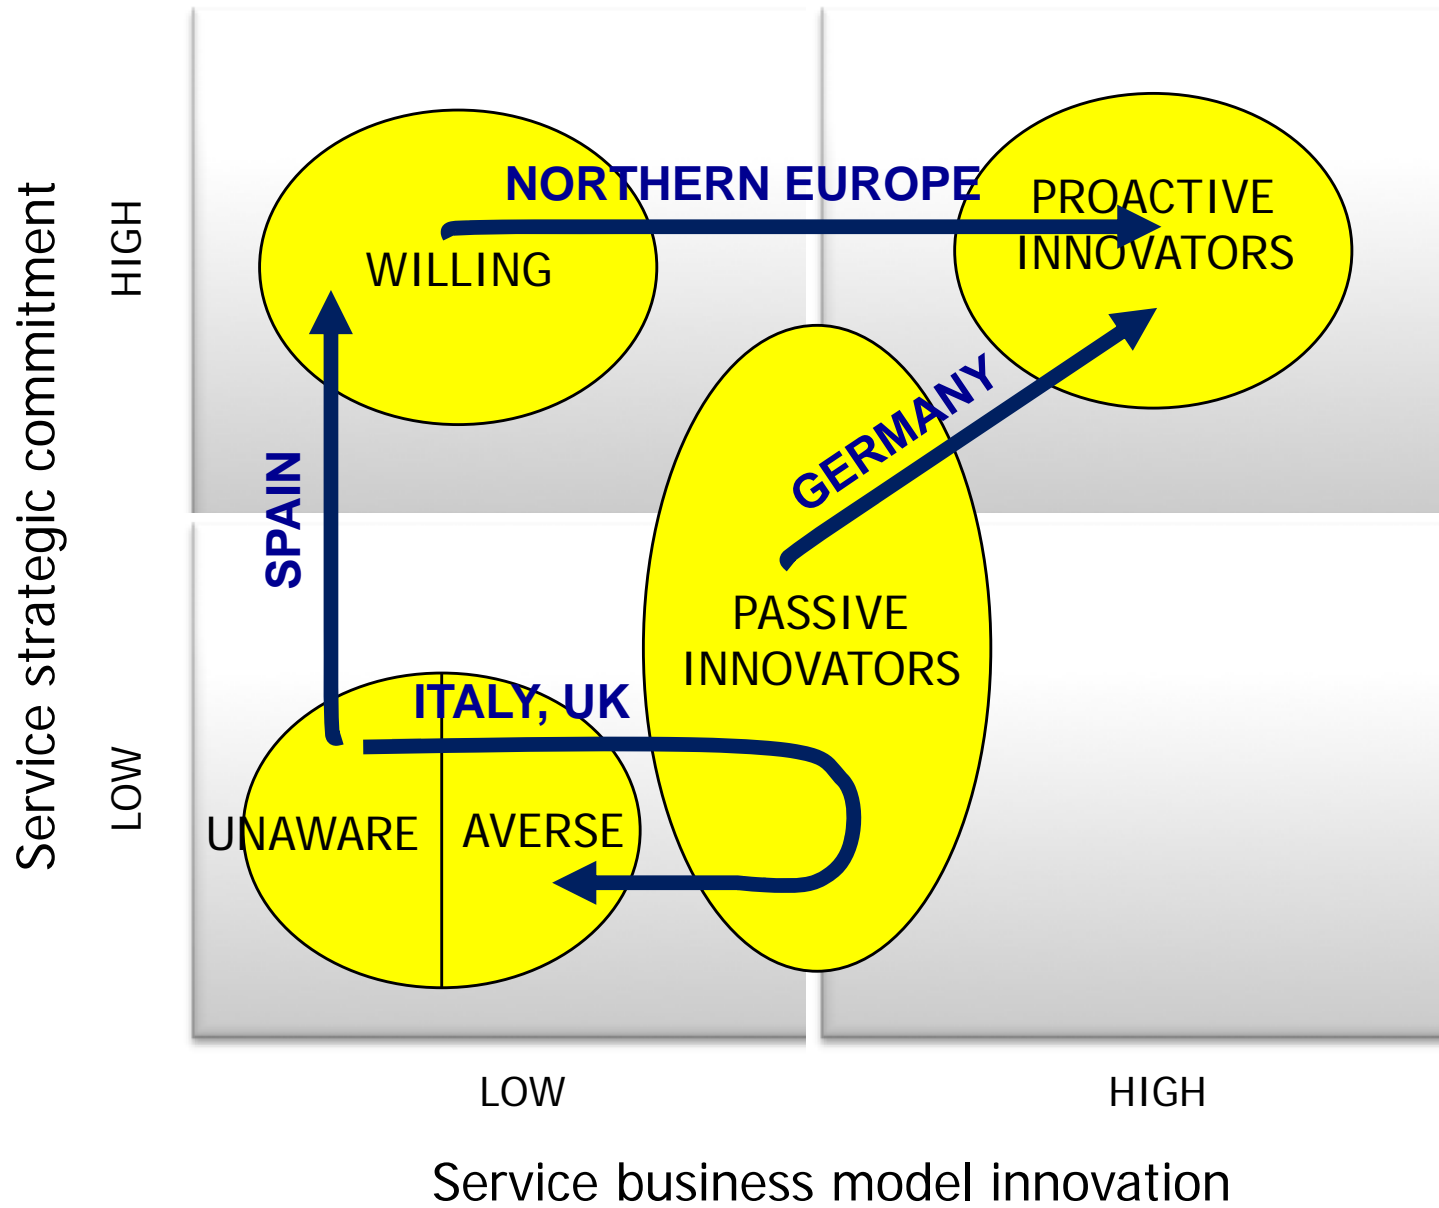 Service strategic commitment
HIGH
LOW
NORTHERN EUROPE
PROACTIVE
INNOVATORS
WILLING
GERMANY
SPAIN
PASSIVE
INNOVATORS
ITALY, UK
UNAWARE
AVERSE
LOW
HIGH
Service business model innovation